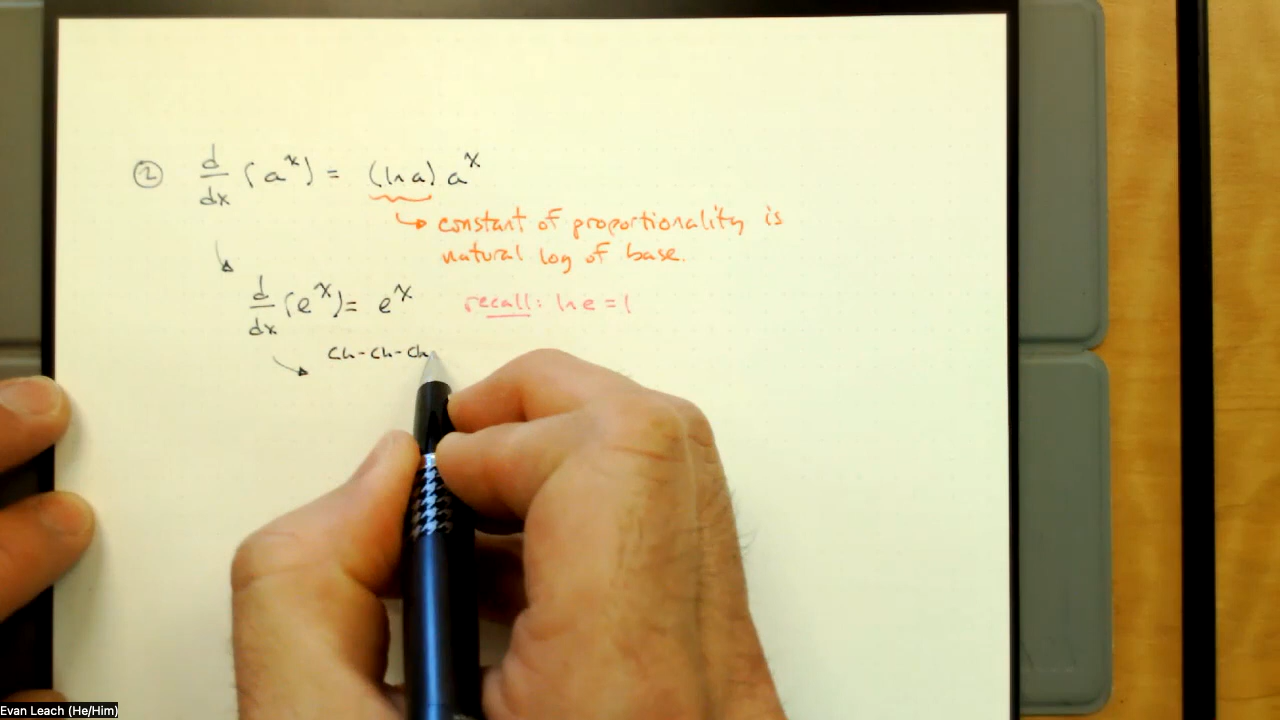 ② d/dx (a^x) = (ln a) a^x
↳ constant of proportionality is
natural log of base.
d/dx (e^x) = e^x recall: ln e = 1
Ch-Ch-Ch
Evan Leach (He/Him)